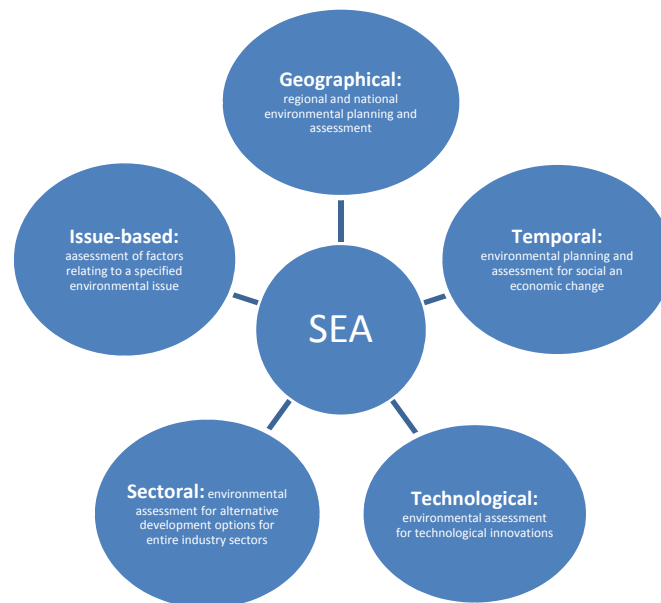 Geographical:
regional and national
environmental planning and
assessment
Issue-based:
aassessment of factors
relating to a specified
environmental issue
Temporal:
environmental planning and
assessment for social an
economic change
SEA
Sectoral: environmental
assessment for alternative
development options for
entire industry sectors
Technological:
environmental assessment
for technological innovations